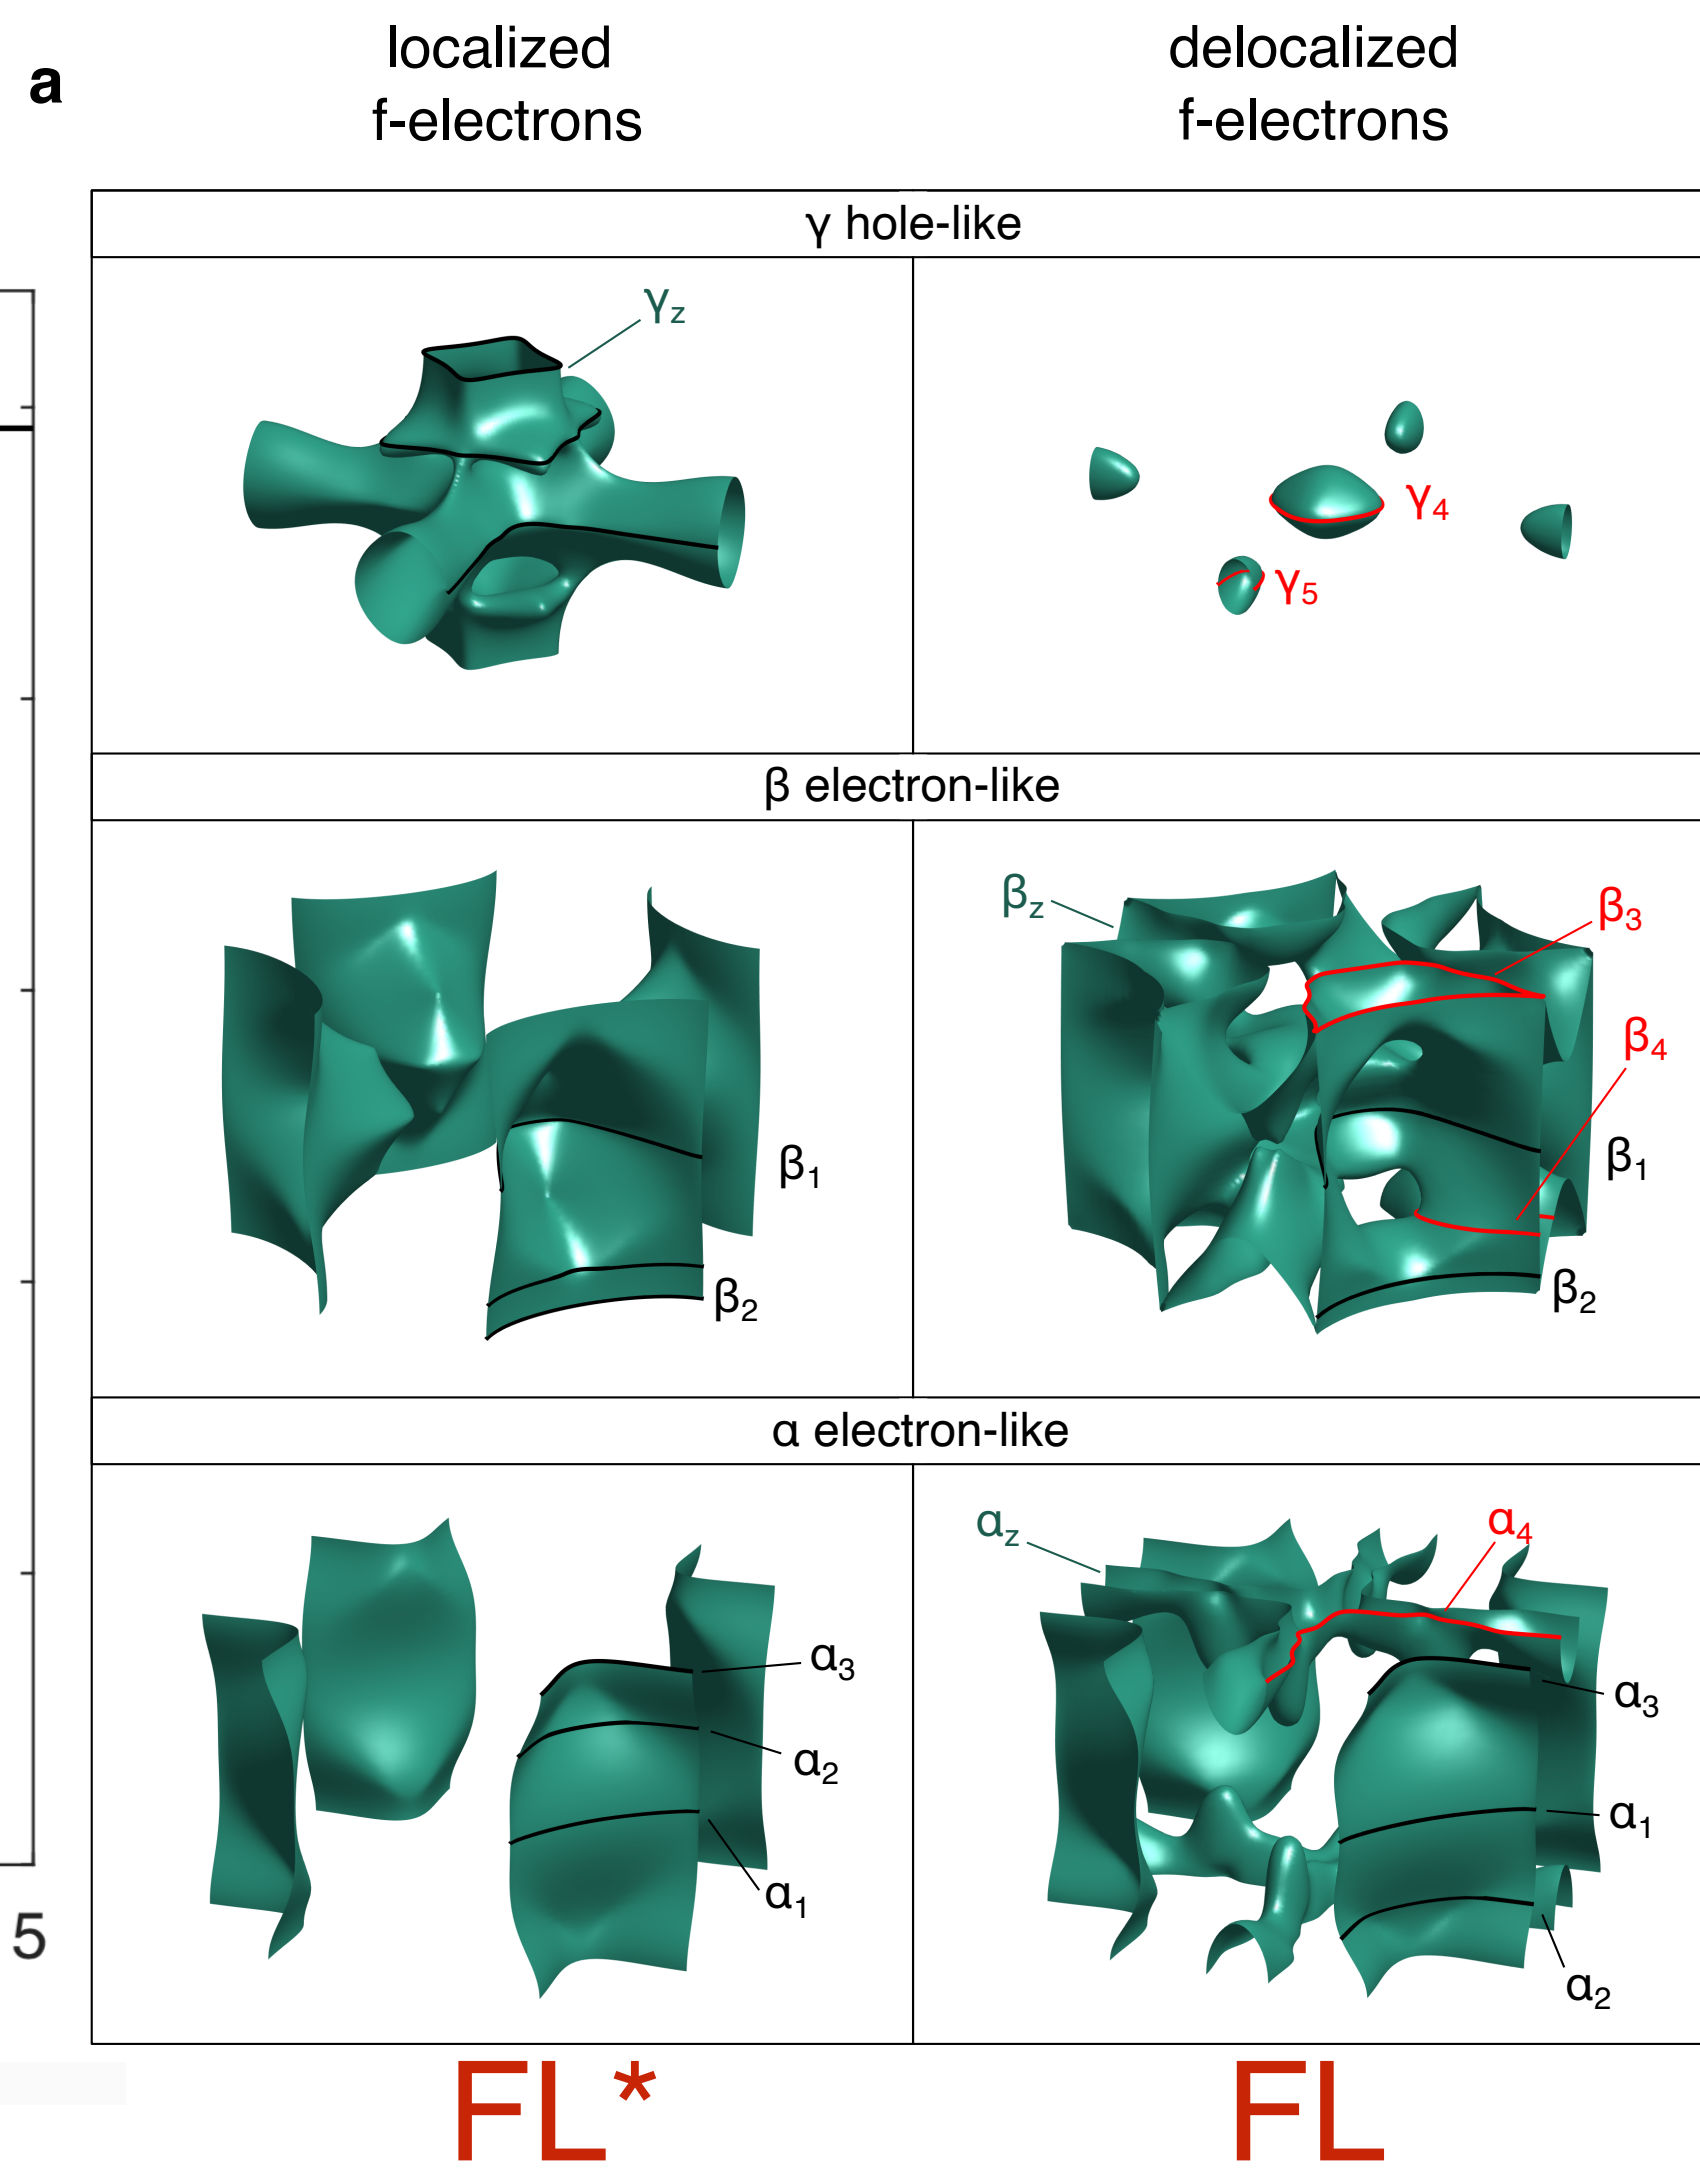 a
localized
f-electrons
delocalized
f-electrons
γ hole-like
γz
γ4
γ5
β electron-like
β1
β2
βz
β3
β4
β1
β2
α electron-like
α3
α2
α1
αz
α4
α3
α1
α2
5
FL*
FL